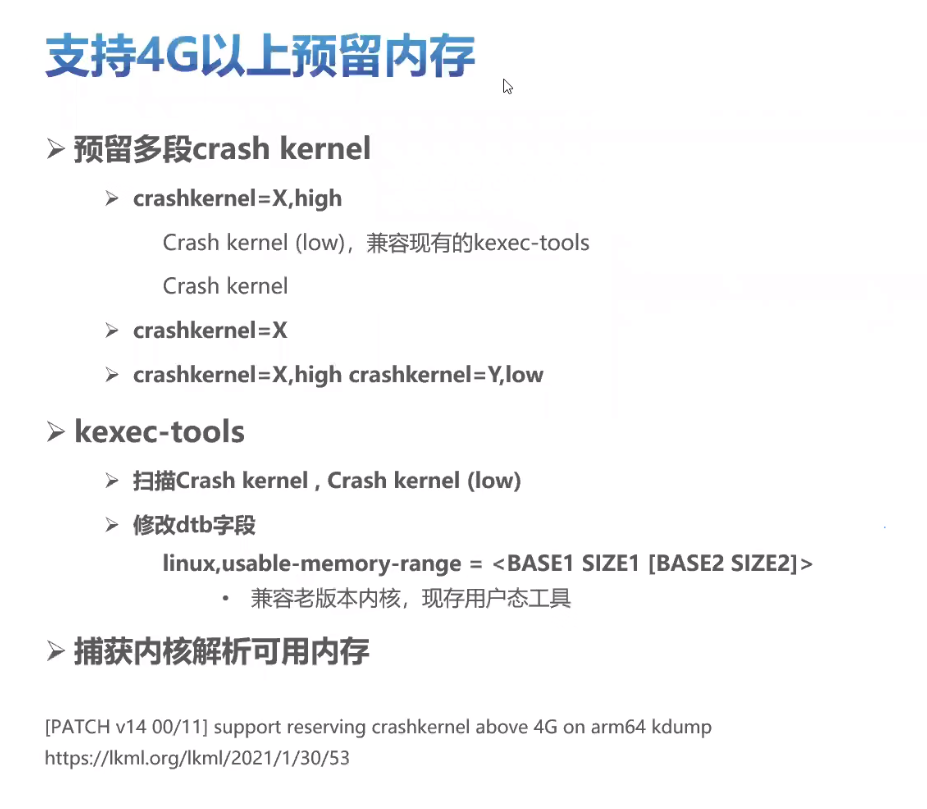 支持4G以上预留内存
预留多段crash kernel
crashkernel=X,high
Crash kernel (low)，兼容现有的kexec-tools
Crash kernel
crashkernel=X
crashkernel=X,high crashkernel=Y,low
kexec-tools
扫描Crash kernel , Crash kernel (low)
修改dtb字段
linux,usable-memory-range = <BASE1 SIZE1 [BASE2 SIZE2]>
• 兼容老版本内核，现存用户态工具
捕获内核解析可用内存
[PATCH v14 00/11] support reserving crashkernel above 4G on arm64 kdump
https://lkml.org/lkml/2021/1/30/53